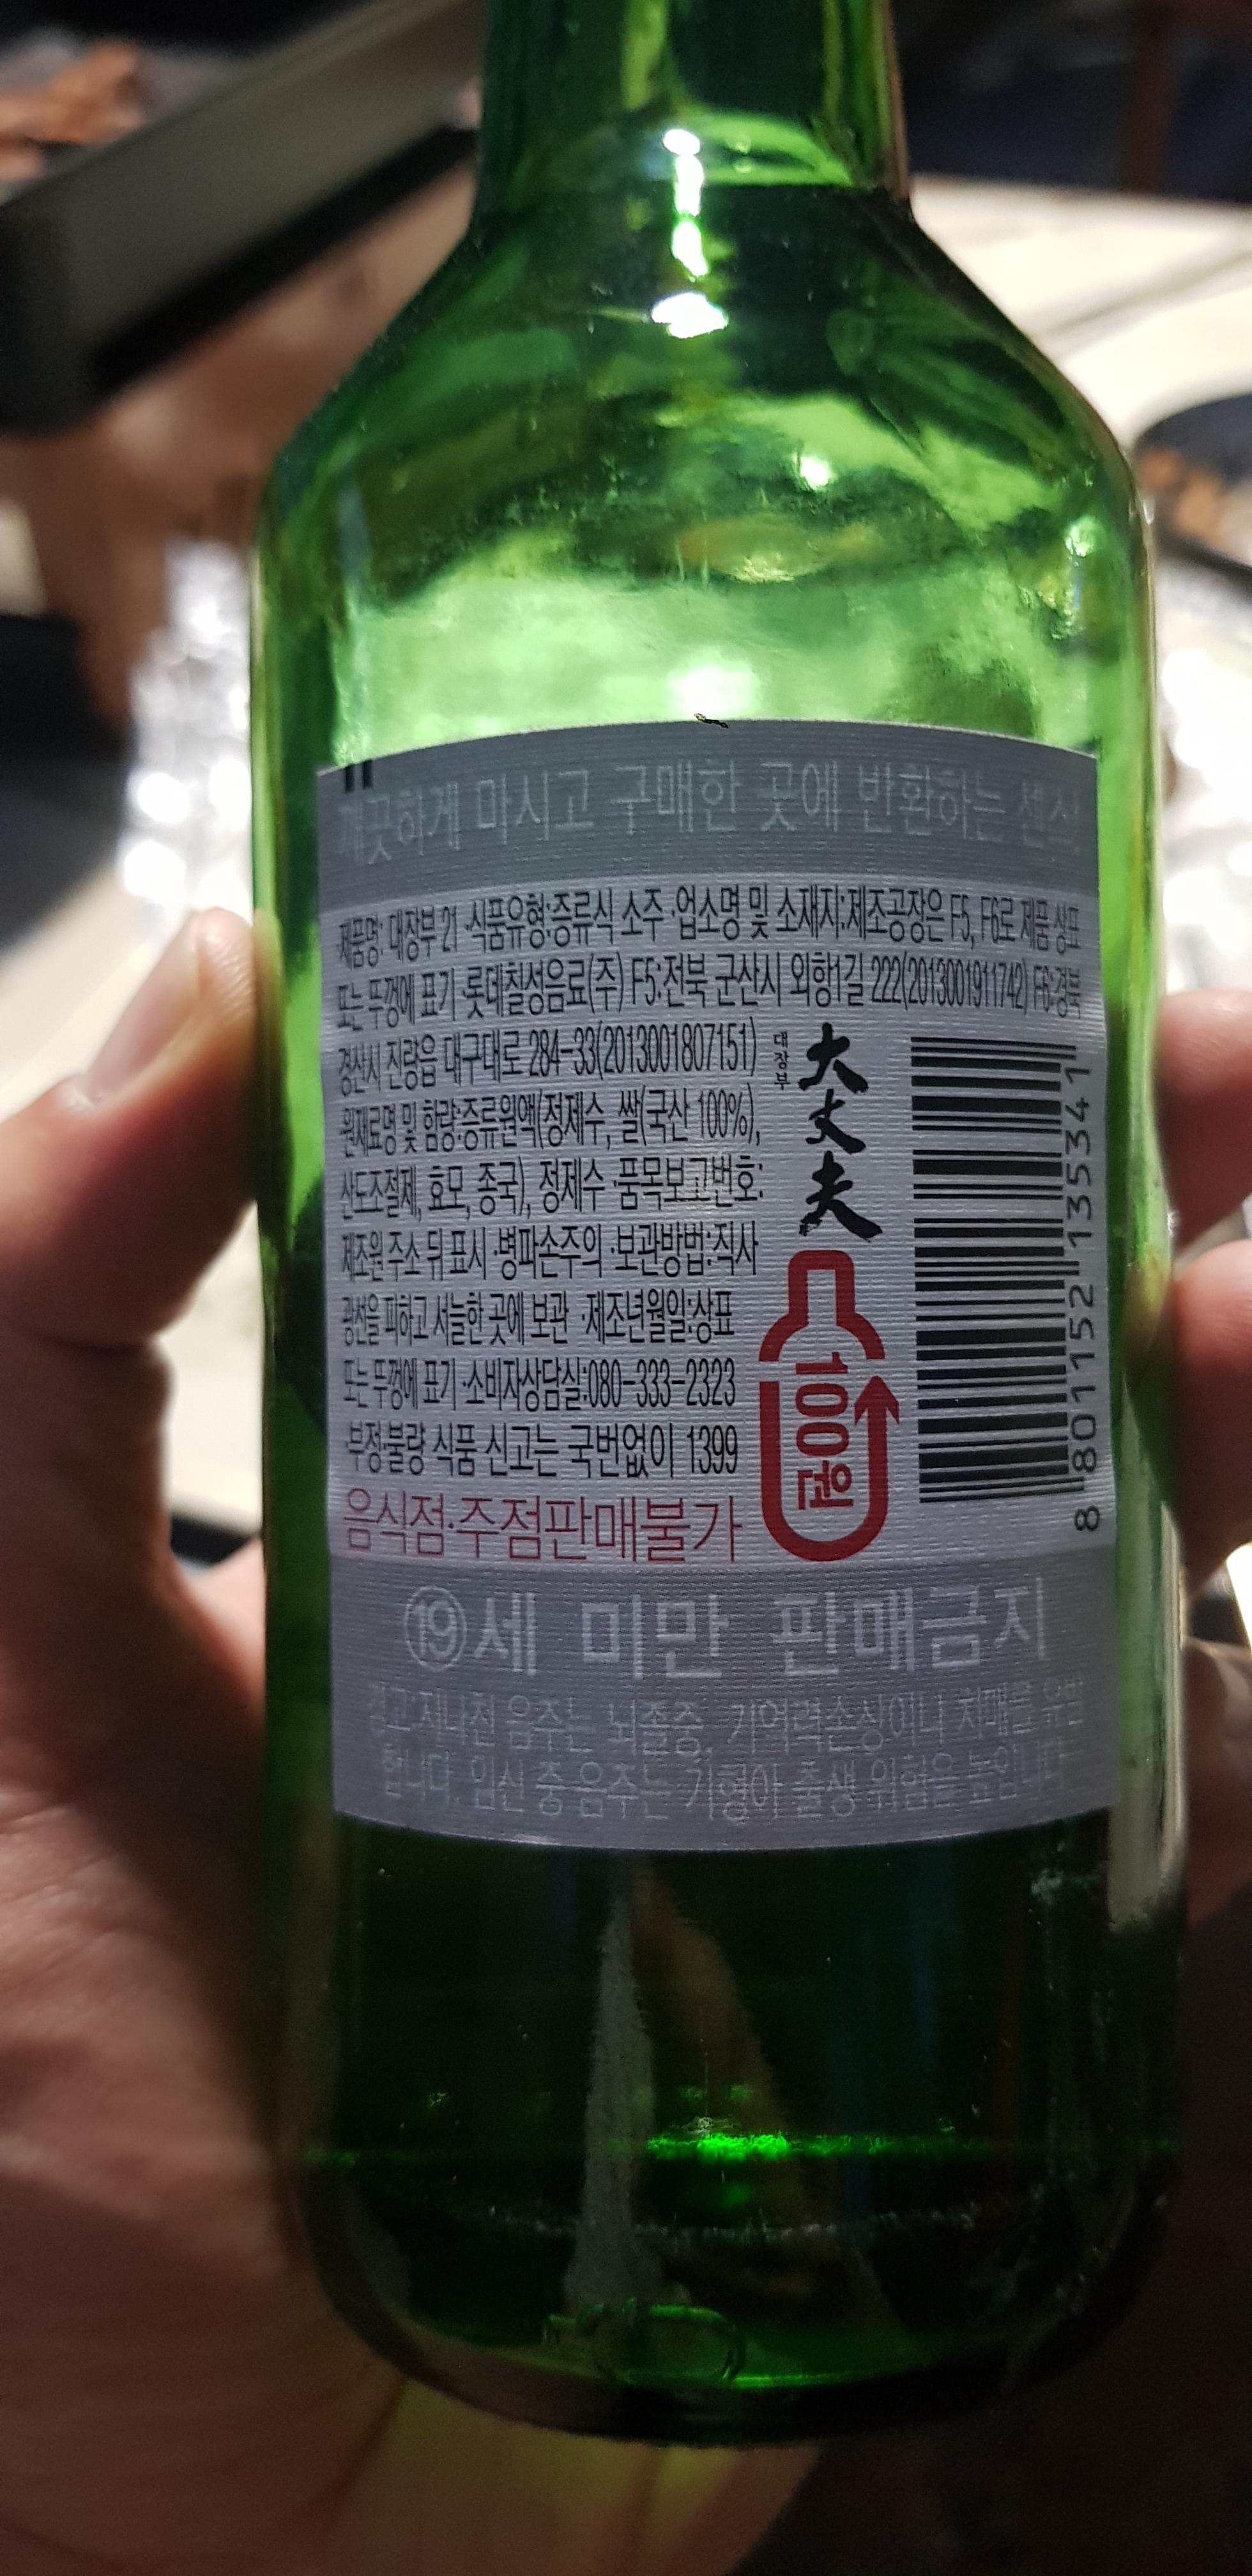 깨끗하게 마시고 구매한 곳에 반환하는 센스
제품명: 대장부 21 ·식품유형:증류식 소주 ·업소명 및 소재지:제조공장은 F5, F6로 제품 상표
또는 뚜껑에 표기 ·롯데칠성음료(주) F5:전북 군산시 외항1길 222(2013001911742) F6:경북
경산시 진량읍 대구대로 284-33(2013001807151)
·원재료명 및 함량:증류원액(정제수, 쌀(국산 100%),
산도조절제, 효모, 종국), 정제수 ·품목보고번호:
제조원 주소 뒤 표시 ·병파손주의 ·보관방법:직사
광선을 피하고 서늘한 곳에 보관 ·제조년월일:상표
또는 뚜껑에 표기 ·소비자상담실:080-333-2323
·부정·불량 식품 신고는 국번없이 1399
음식점·주점판매불가
대장부
大丈夫
100원
8 801152 135341
19세 미만 판매금지
경고:지나친 음주는 뇌졸중, 기억력손상이나 치매를 유발
합니다. 임신 중 음주는 기형아 출생 위험을 높입니다.